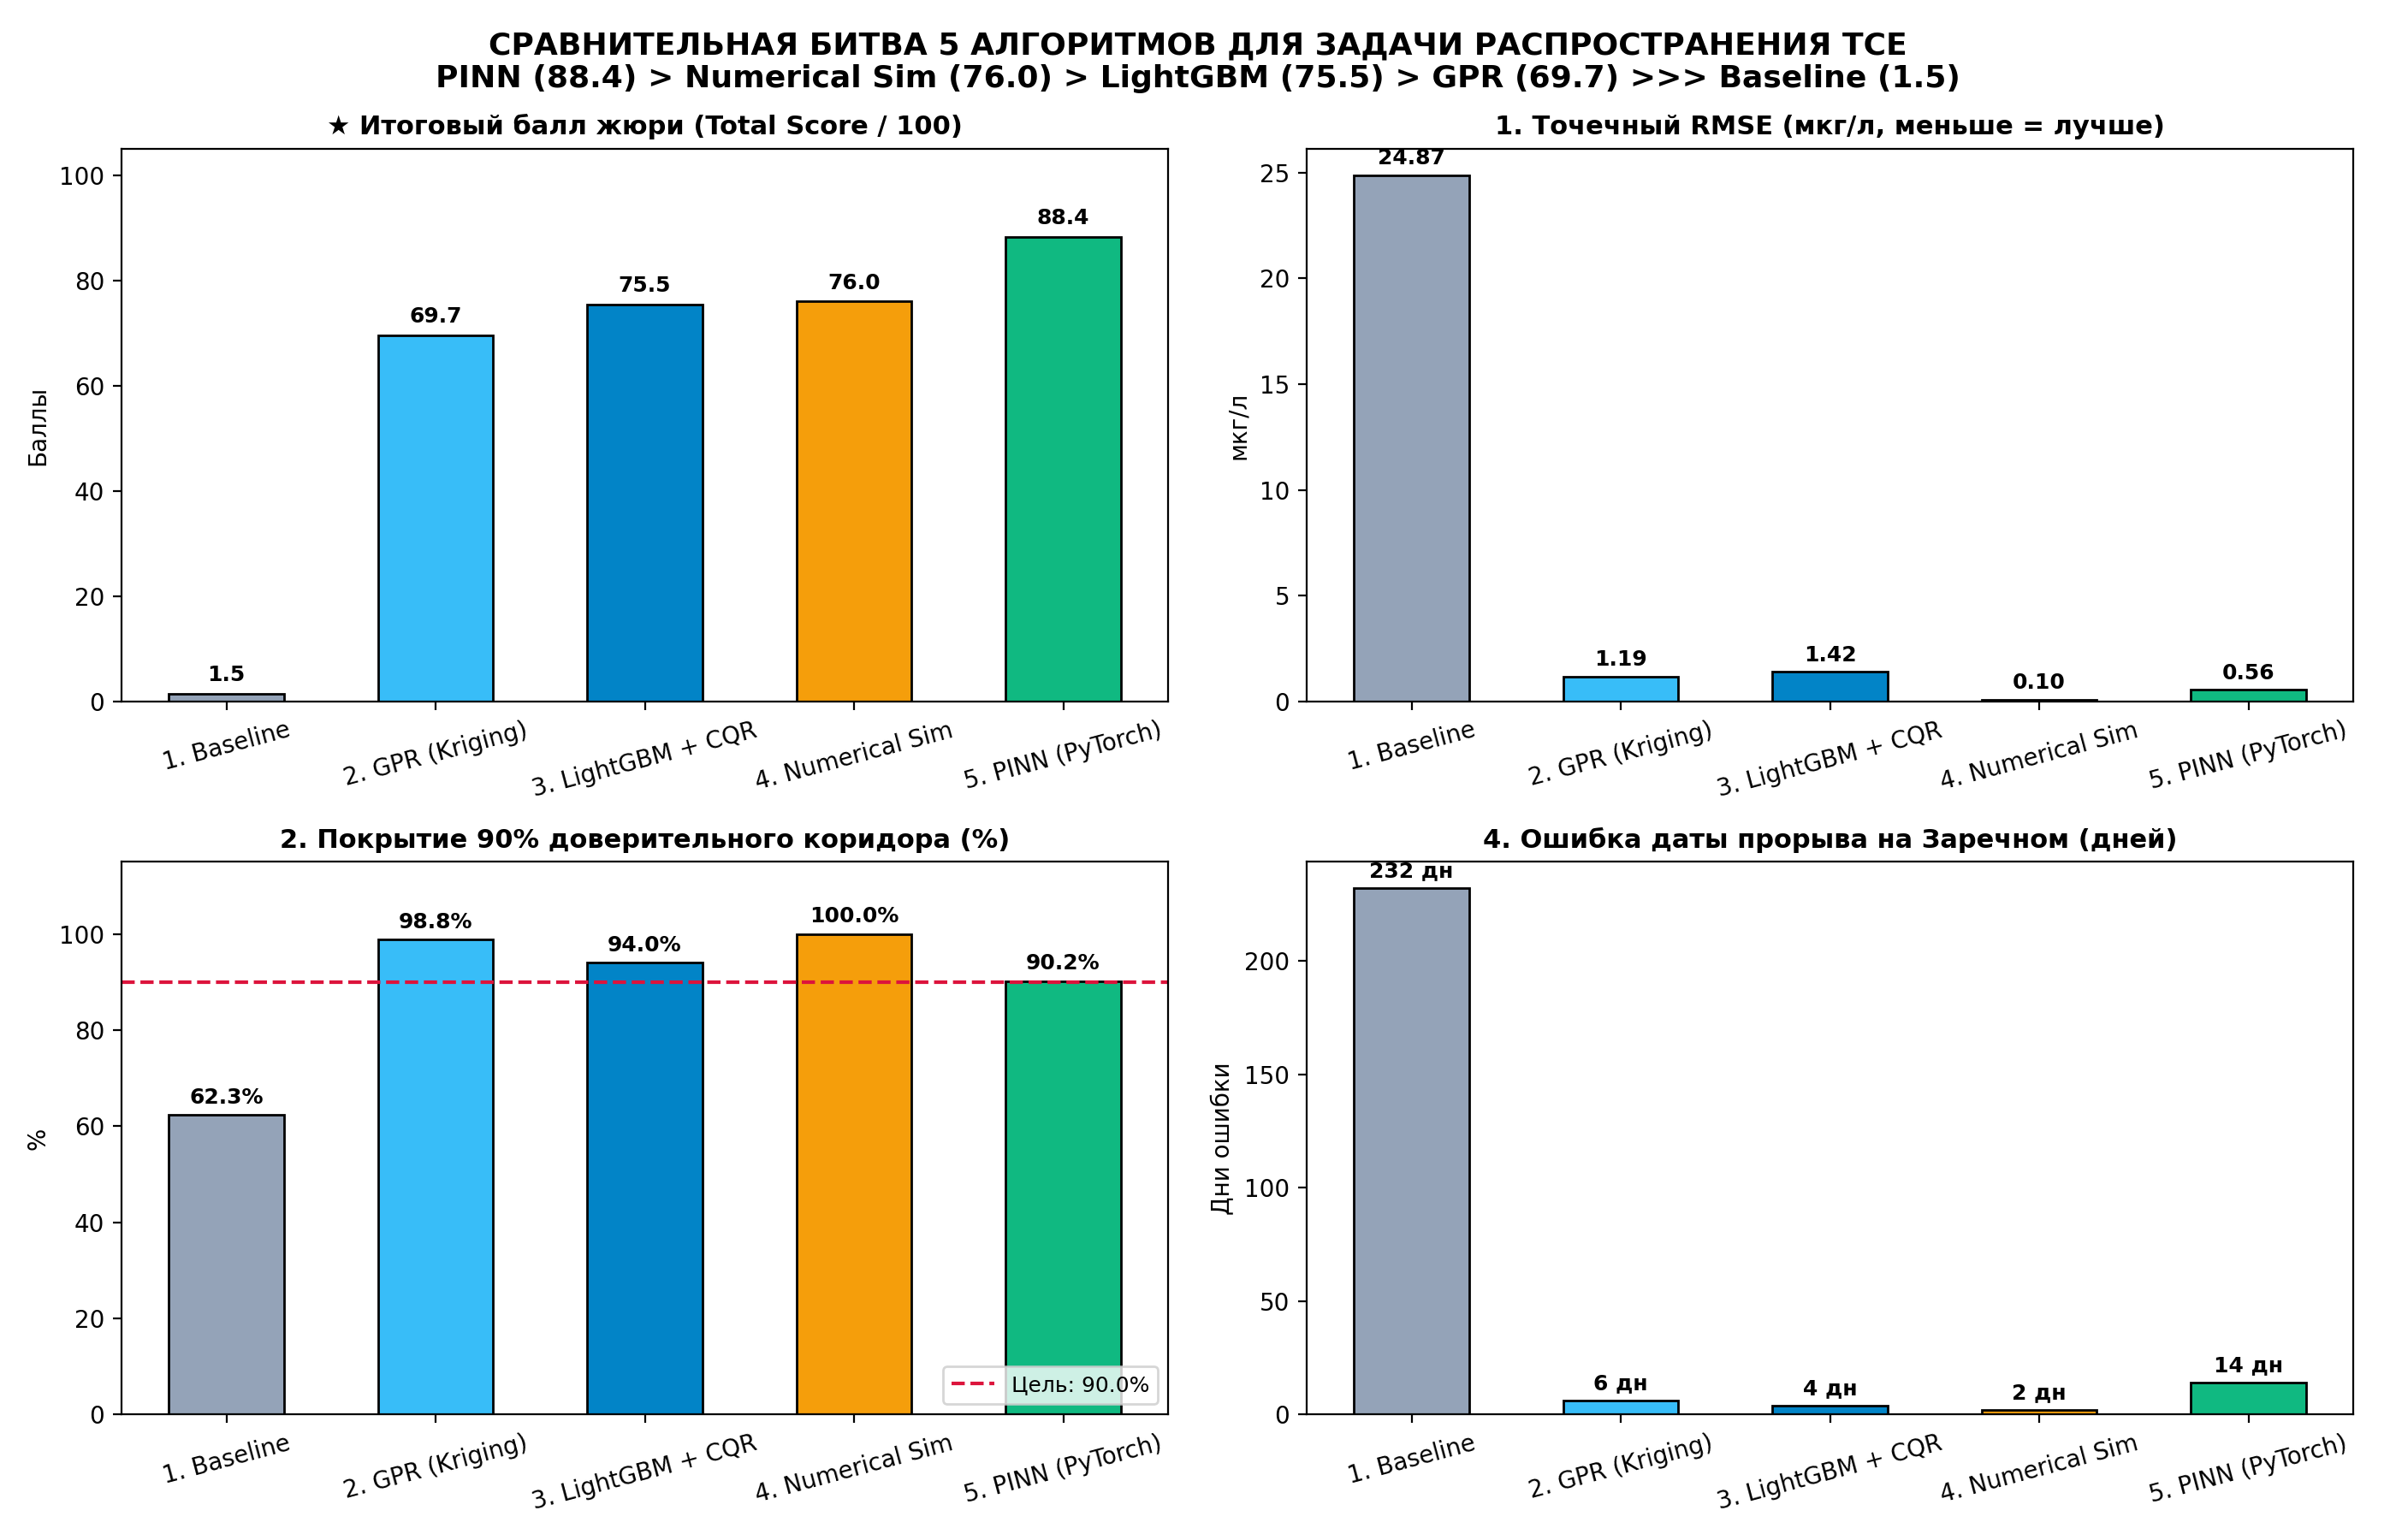 СРАВНИТЕЛЬНАЯ БИТВА 5 АЛГОРИТМОВ ДЛЯ ЗАДАЧИ РАСПРОСТРАНЕНИЯ TCE
PINN (88.4) > Numerical Sim (76.0) > LightGBM (75.5) > GPR (69.7) >>> Baseline (1.5)
★ Итоговый балл жюри (Total Score / 100)
Баллы
100
80
60
40
20
0
1.5
69.7
75.5
76.0
88.4
1. Baseline
2. GPR (Kriging)
3. LightGBM + CQR
4. Numerical Sim
5. PINN (PyTorch)
1. Точечный RMSE (мкг/л, меньше = лучше)
мкг/л
25
20
15
10
5
0
24.87
1.19
1.42
0.10
0.56
1. Baseline
2. GPR (Kriging)
3. LightGBM + CQR
4. Numerical Sim
5. PINN (PyTorch)
2. Покрытие 90% доверительного коридора (%)
%
100
80
60
40
20
0
62.3%
98.8%
94.0%
100.0%
90.2%
Цель: 90.0%
1. Baseline
2. GPR (Kriging)
3. LightGBM + CQR
4. Numerical Sim
5. PINN (PyTorch)
4. Ошибка даты прорыва на Заречном (дней)
Дни ошибки
200
150
100
50
0
232 дн
6 дн
4 дн
2 дн
14 дн
1. Baseline
2. GPR (Kriging)
3. LightGBM + CQR
4. Numerical Sim
5. PINN (PyTorch)